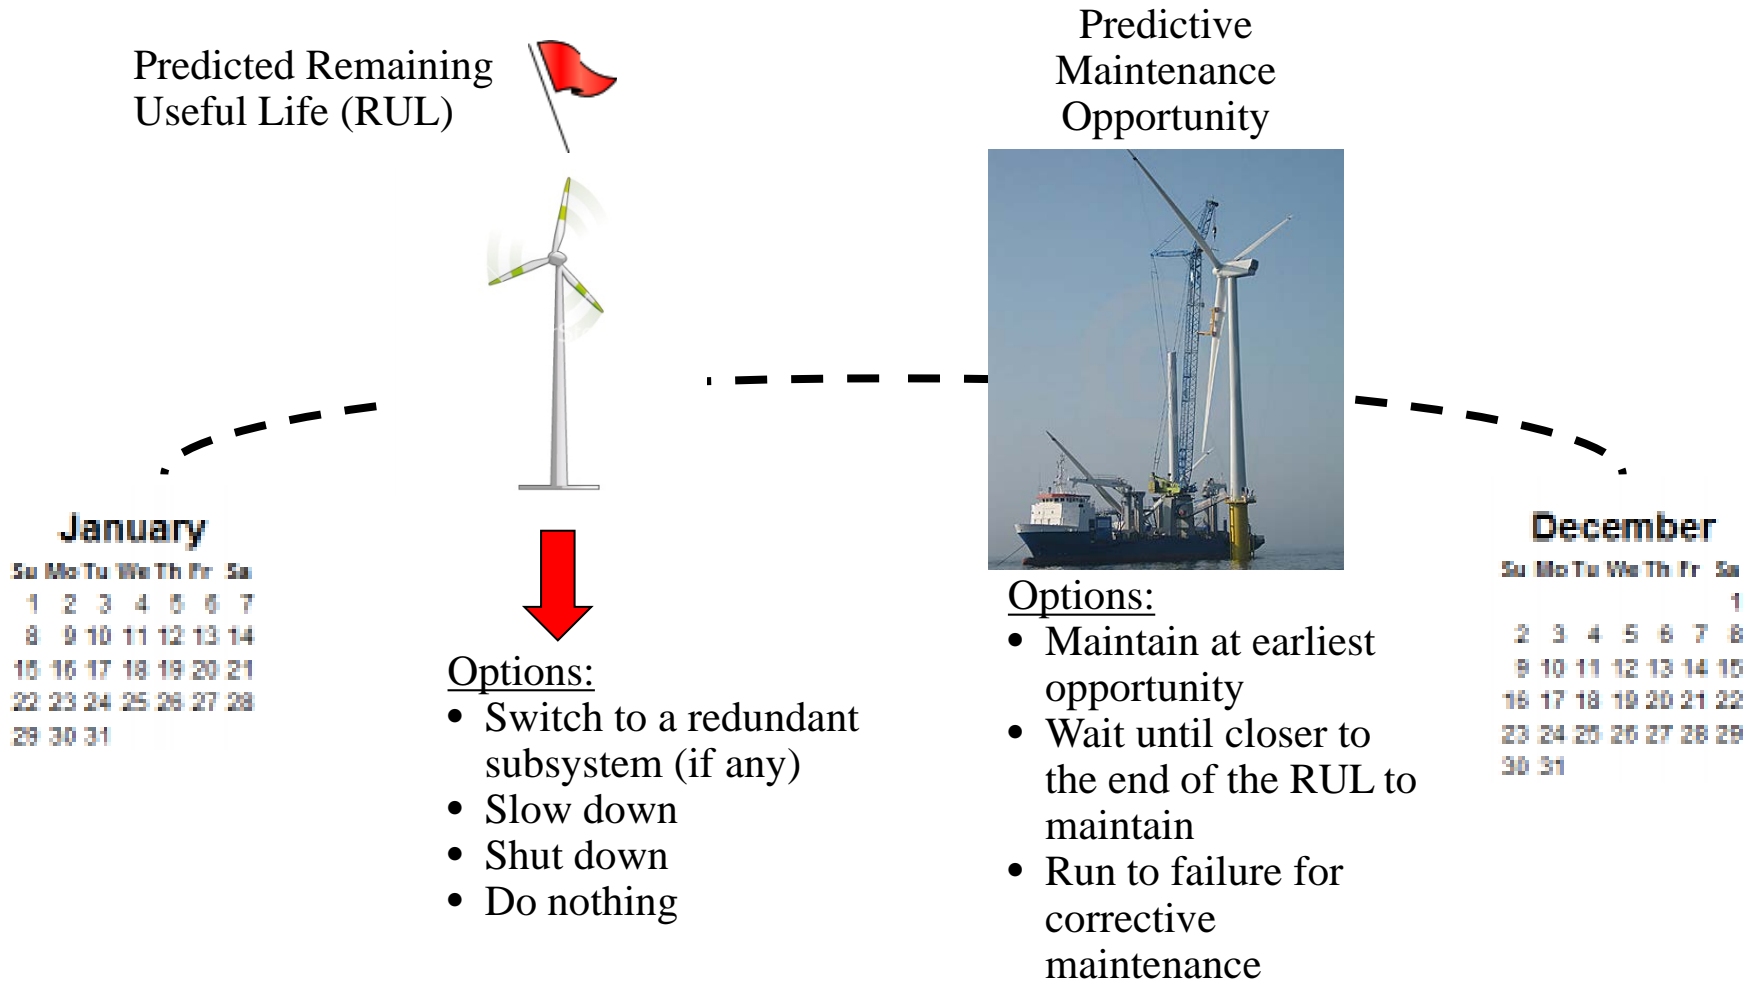 Predicted Remaining
Useful Life (RUL)
Predictive
Maintenance
Opportunity
January
Su Mo Tu We Th Fr Sa
1 2 3 4 5 6 7
8 9 10 11 12 13 14
15 16 17 18 19 20 21
22 23 24 25 26 27 28
29 30 31
Options:
• Switch to a redundant
subsystem (if any)
• Slow down
• Shut down
• Do nothing
Options:
• Maintain at earliest
opportunity
• Wait until closer to
the end of the RUL to
maintain
• Run to failure for
corrective
maintenance
December
Su Mo Tu We Th Fr Sa
1
2 3 4 5 6 7 8
9 10 11 12 13 14 15
16 17 18 19 20 21 22
23 24 25 26 27 28 29
30 31